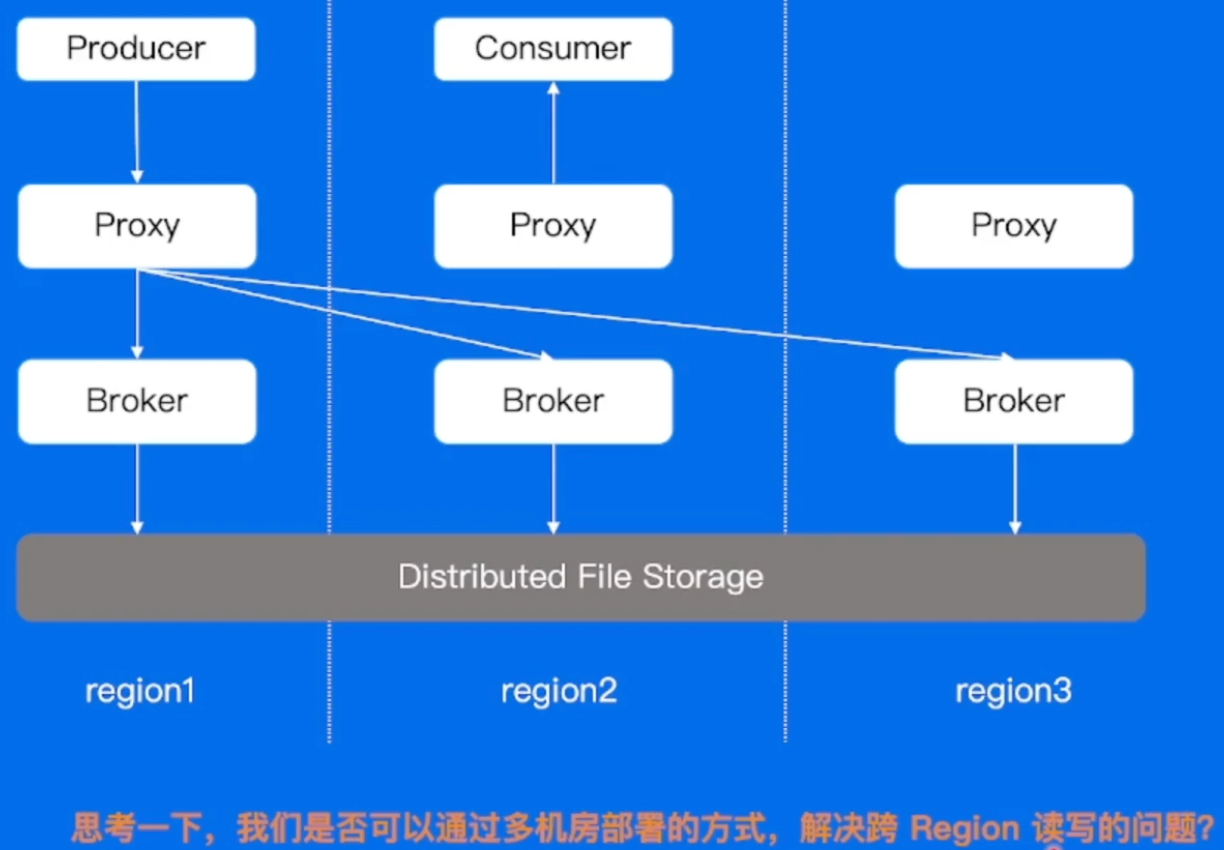 Producer
Consumer
Proxy
Proxy
Proxy
Broker
Broker
Broker
Distributed File Storage
region1
region2
region3
思考一下，我们是否可以通过多机房部署的方式，解决跨 Region 读写的问题？